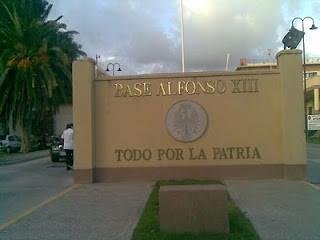 BASE ALFONSO XIII
TODO POR LA PATRIA